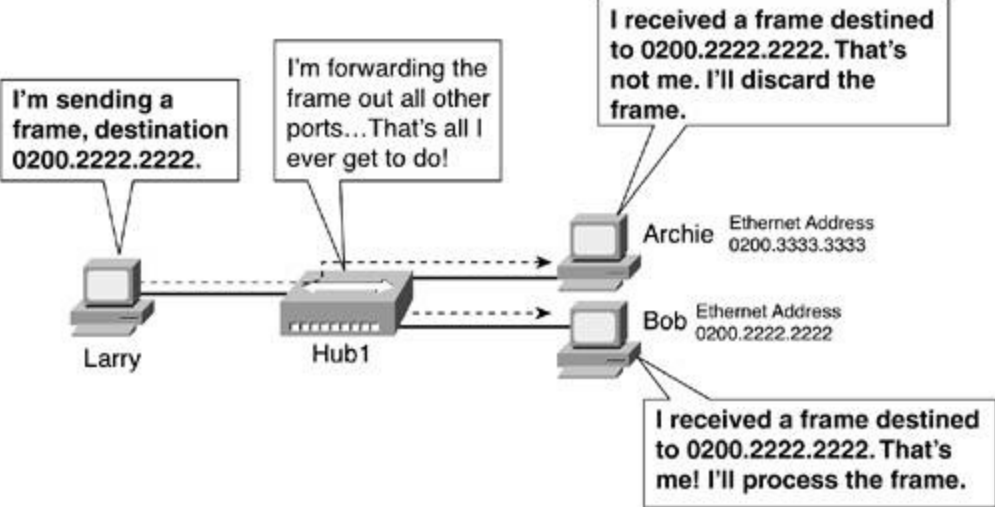 I received a frame destined
to 0200.2222.2222. That's
not me. I'll discard the
frame.
I'm forwarding the
frame out all other
ports...That's all I
ever get to do!
I'm sending a
frame, destination
0200.2222.2222.
Archie
Ethernet Address
0200.3333.3333
Larry
Hub1
Bob
Ethernet Address
0200.2222.2222
I received a frame destined
to 0200.2222.2222. That's
me! I'll process the frame.